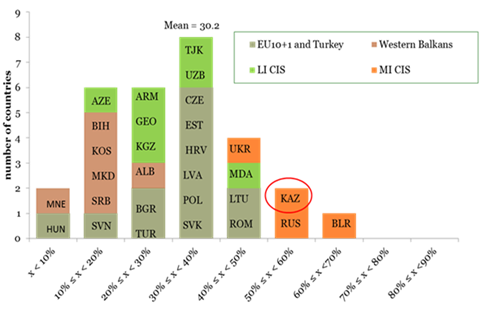 Mean = 30.2
EU10+1 and Turkey
Western Balkans
LI CIS
MI CIS
number of countries
9
8
7
6
5
4
3
2
1
0
MNE
HUN
AZE
BIH
KOS
MKD
SRB
SVN
ARM
GEO
KGZ
ALB
BGR
TUR
TJK
UZB
CZE
EST
HRV
LVA
POL
SVK
UKR
MDA
LTU
ROM
KAZ
RUS
BLR
x < 10%
10% ≤ x < 20%
20% ≤ x < 30%
30% ≤ x < 40%
40% ≤ x < 50%
50% ≤ x < 60%
60% ≤ x <70%
70% ≤ x <80%
80% ≤ x <90%